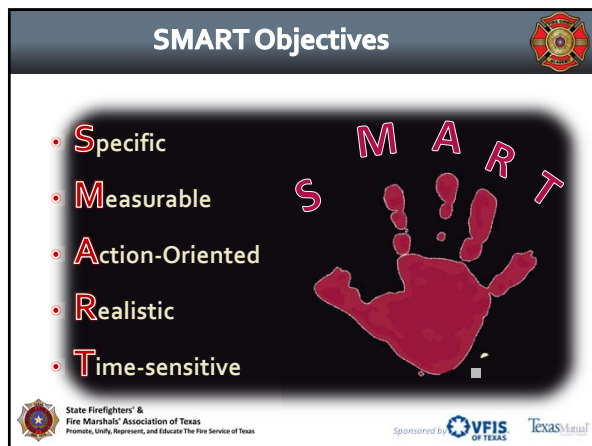 SMART Objectives
Specific
Measurable
Action-Oriented
Realistic
Time-sensitive
S M A R T
State Firefighters' &
Fire Marshals' Association of Texas
Promote, Unify, Represent, and Educate The Fire Service of Texas
Sponsored by VFIS
OF TEXAS
TexasMutual